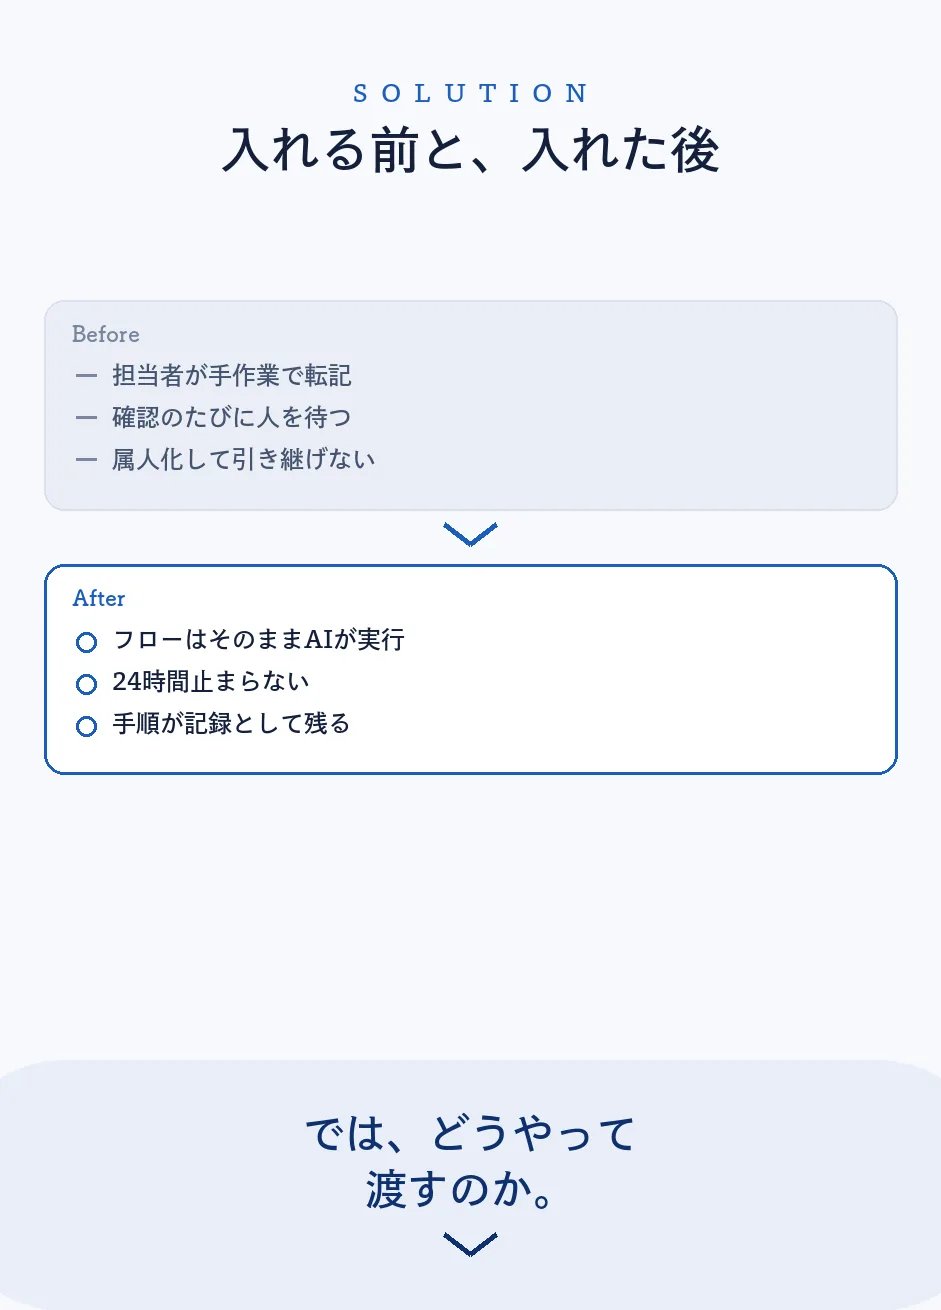 SOLUTION
入れる前と、入れた後
Before
— 担当者が手作業で転記
— 確認のたびに人を待つ
— 属人化して引き継げない
After
フローはそのままAIが実行
24時間止まらない
手順が記録として残る
では、どうやって
渡すのか。